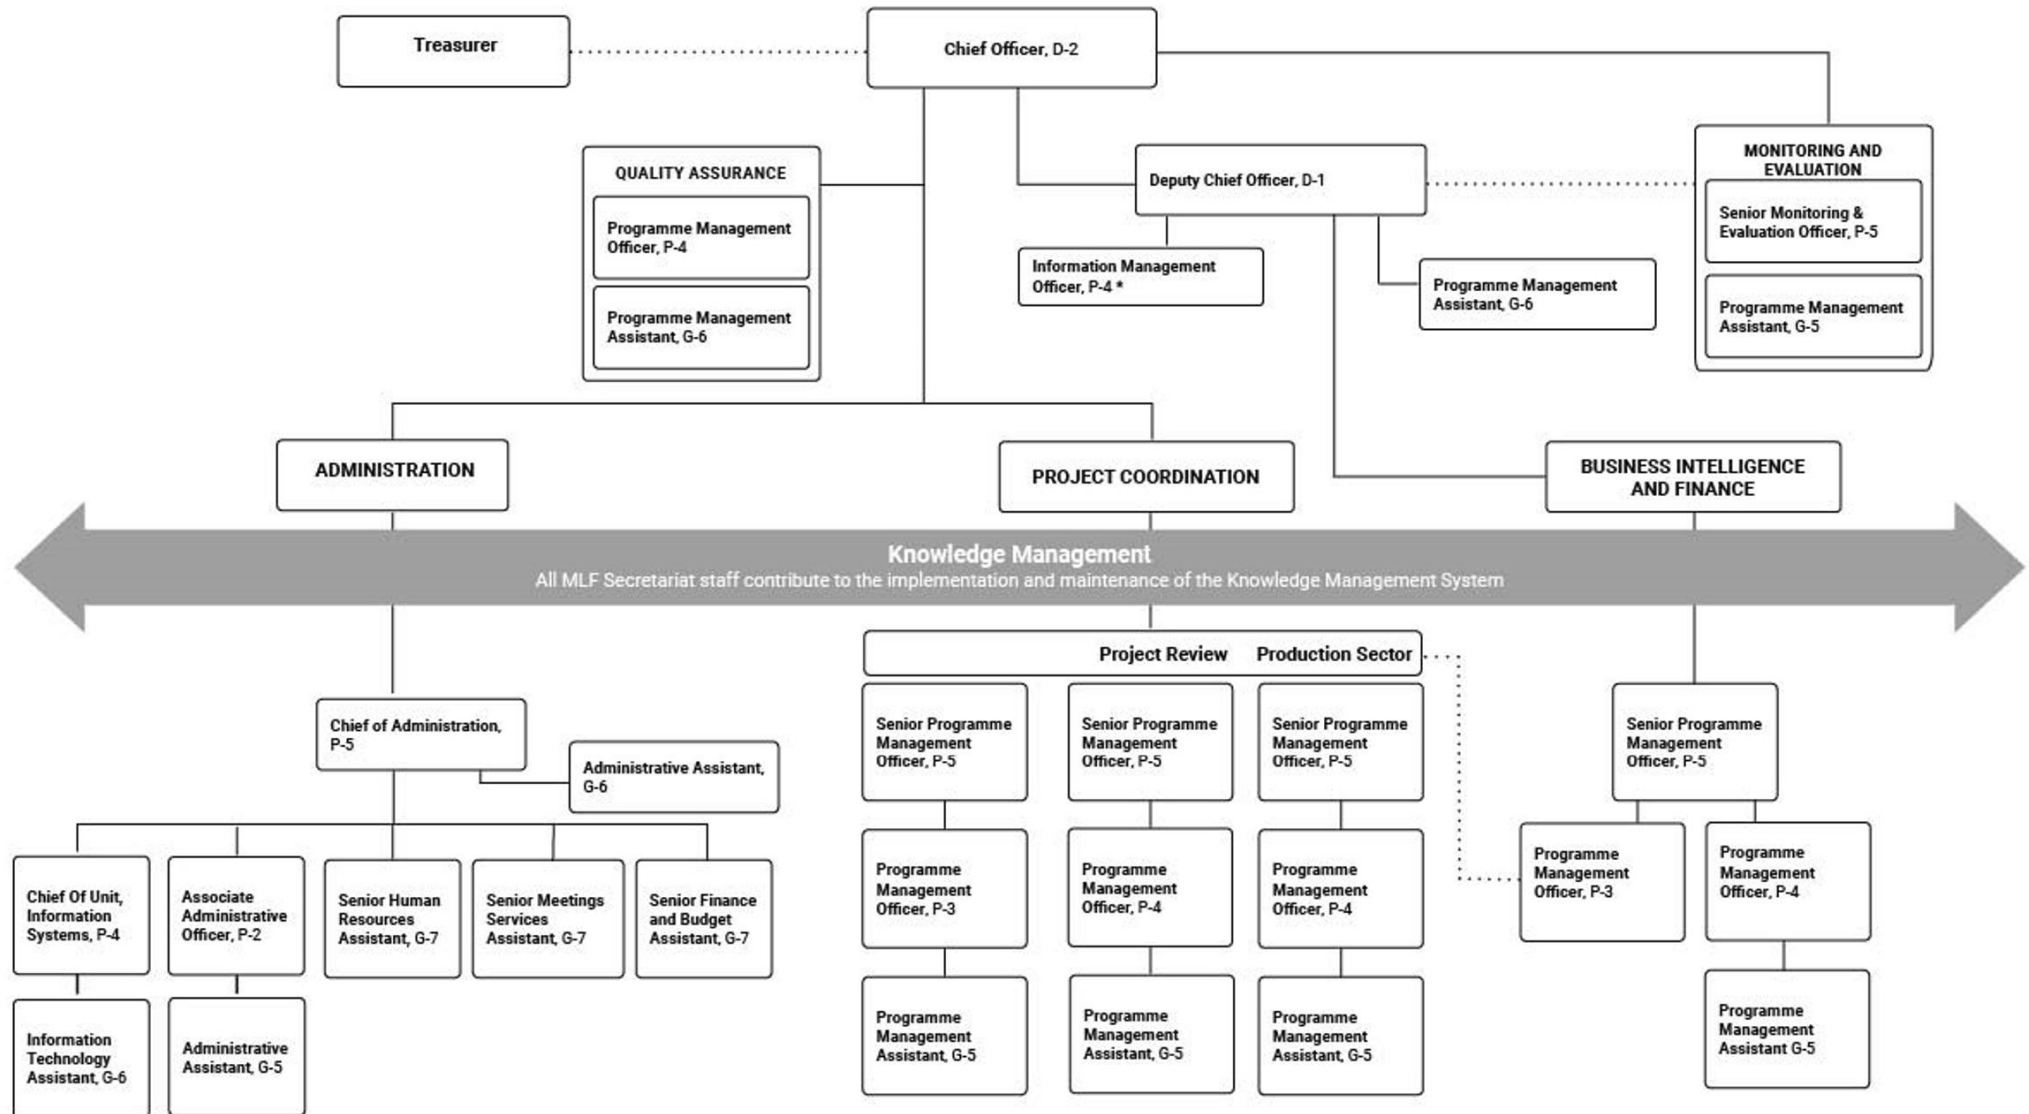 Treasurer
Chief Officer, D-2
QUALITY ASSURANCE
Programme Management
Officer, P-4
Programme Management
Assistant, G-6
Deputy Chief Officer, D-1
Information Management
Officer, P-4 *
Programme Management
Assistant, G-6
MONITORING AND
EVALUATION
Senior Monitoring &
Evaluation Officer, P-5
Programme Management
Assistant, G-5
ADMINISTRATION
PROJECT COORDINATION
BUSINESS INTELLIGENCE
AND FINANCE
Knowledge Management
All MLF Secretariat staff contribute to the implementation and maintenance of the Knowledge Management System
Chief of Administration,
P-5
Administrative Assistant,
G-6
Chief Of Unit,
Information
Systems, P-4
Associate
Administrative
Officer, P-2
Senior Human
Resources
Assistant, G-7
Senior Meetings
Services
Assistant, G-7
Senior Finance
and Budget
Assistant, G-7
Information
Technology
Assistant, G-6
Administrative
Assistant, G-5
Project Review Production Sector
Senior Programme
Management
Officer, P-5
Senior Programme
Management
Officer, P-5
Senior Programme
Management
Officer, P-5
Programme
Management
Officer, P-3
Programme
Management
Officer, P-4
Programme
Management
Officer, P-4
Programme
Management
Assistant, G-5
Programme
Management
Assistant, G-5
Programme
Management
Assistant, G-5
Senior Programme
Management
Officer, P-5
Programme
Management
Officer, P-3
Programme
Management
Officer, P-4
Programme
Management
Assistant G-5